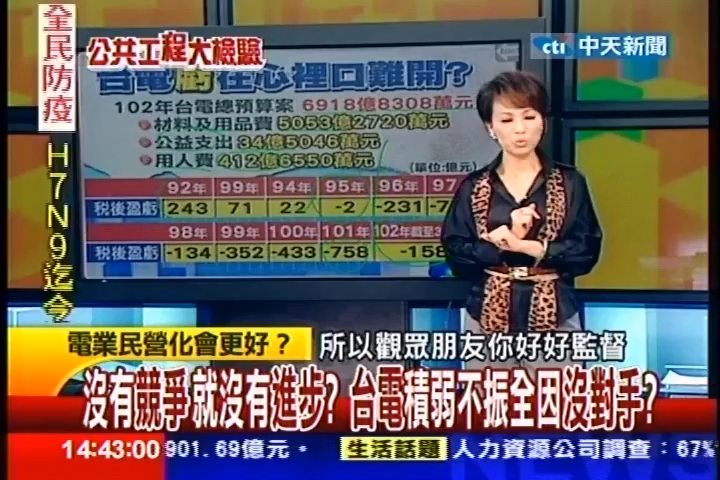 全民防疫
H7N9迄今
公共工程大檢驗
cti 中天新聞
台電虧在心裡口難開?
102年台電總預算案 6918億8308萬元
材料及用品費5053億2720萬元
公益支出 34億5046萬元
用人費412億6550萬元 (單位:億元)
92年 99年 94年 95年 96年 97
稅後盈虧 243 71 22 -2 -231 -7
98年 99年 100年 101年 102年截至3
稅後盈虧 -134 -352 -433 -758 -158
電業民營化會更好? 所以觀眾朋友你好好監督
沒有競爭就沒有進步? 台電積弱不振全因沒對手?
14:43:00 901.69億元。 生活話題 人力資源公司調查:67%
NEWS